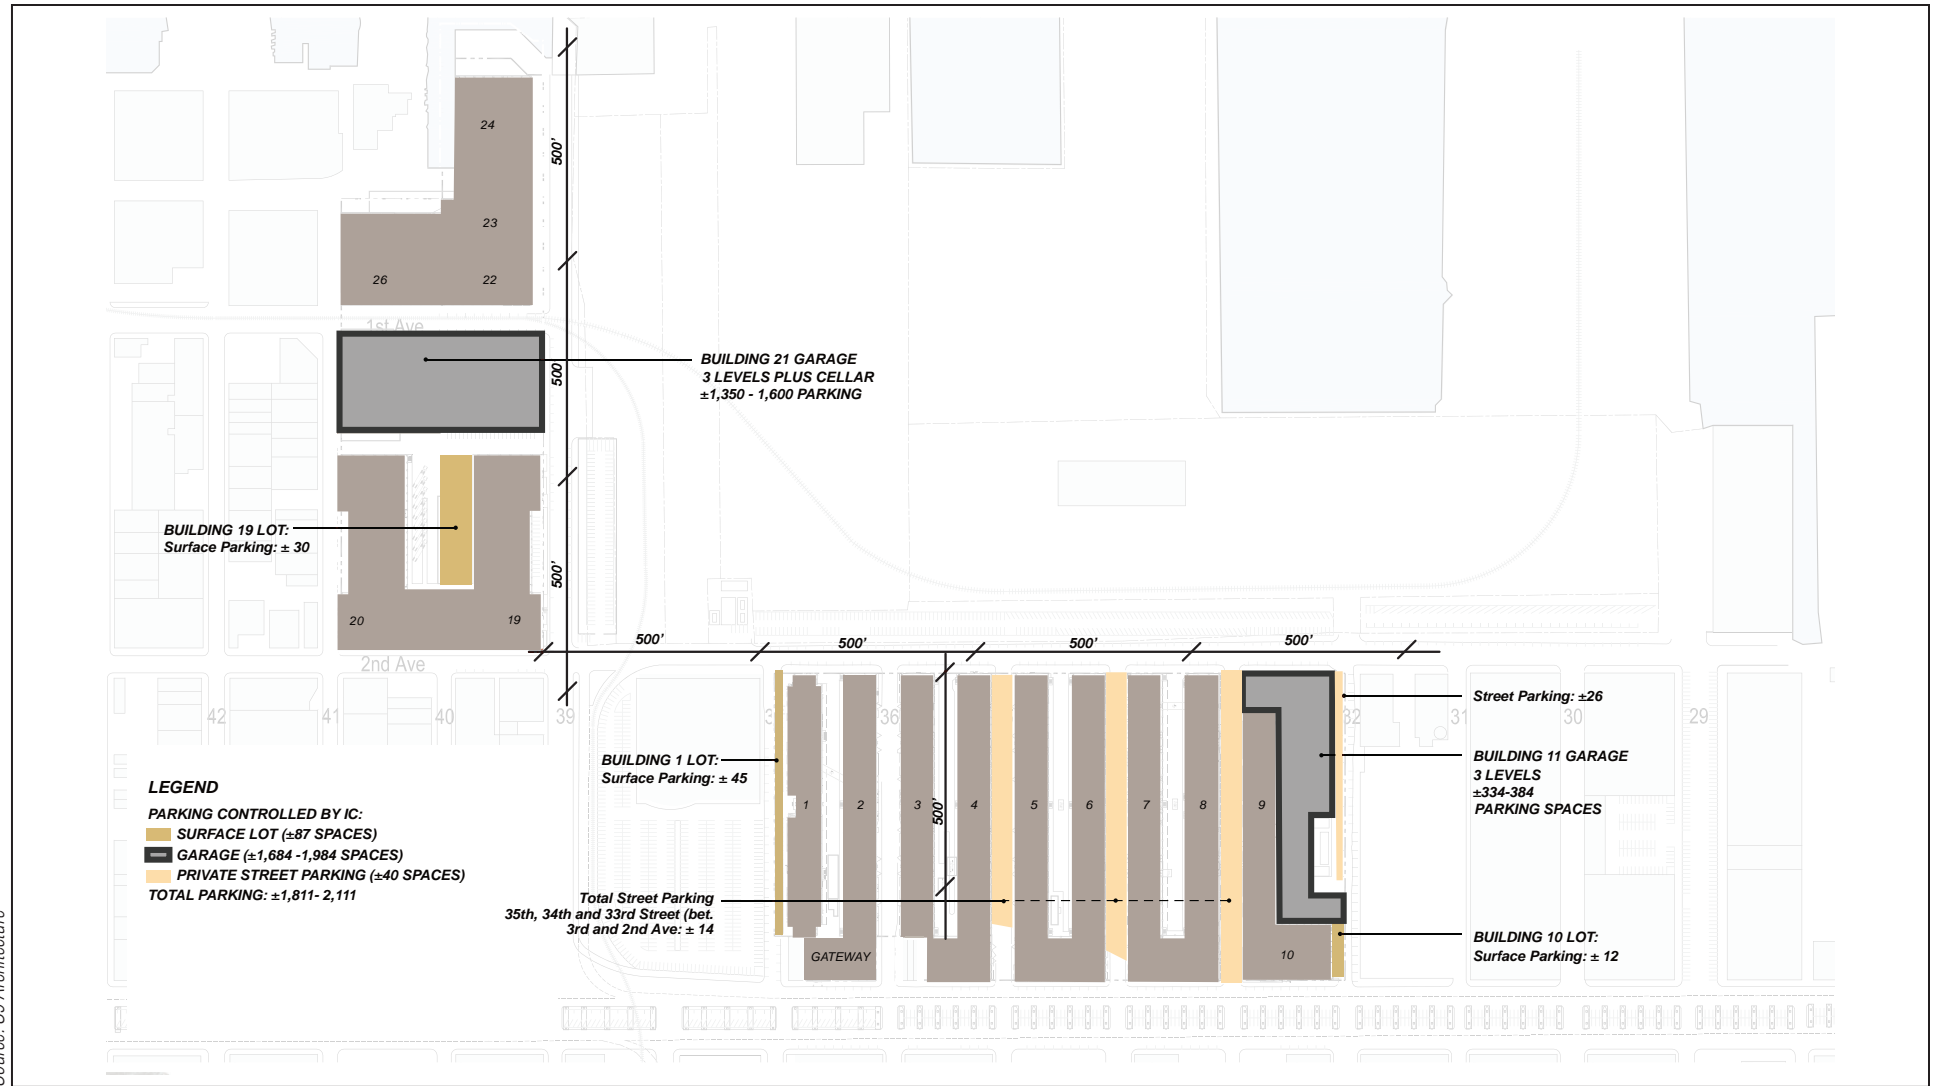 24
500'
23
26
22
1st Ave
BUILDING 21 GARAGE
3 LEVELS PLUS CELLAR
±1,350 - 1,600 PARKING
500'
BUILDING 19 LOT:
Surface Parking: ± 30
500'
20
19
2nd Ave
500'
500'
500'
500'
42
41
40
39
36
32
31
30
29
Street Parking: ±26
BUILDING 1 LOT:
Surface Parking: ± 45
BUILDING 11 GARAGE
3 LEVELS
±334-384
PARKING SPACES
1
2
3
500'
4
5
6
7
8
9
LEGEND
PARKING CONTROLLED BY IC:
SURFACE LOT (±87 SPACES)
GARAGE (±1,684 -1,984 SPACES)
PRIVATE STREET PARKING (±40 SPACES)
TOTAL PARKING: ±1,811- 2,111
Total Street Parking
35th, 34th and 33rd Street (bet.
3rd and 2nd Ave: ± 14
GATEWAY
10
BUILDING 10 LOT:
Surface Parking: ± 12